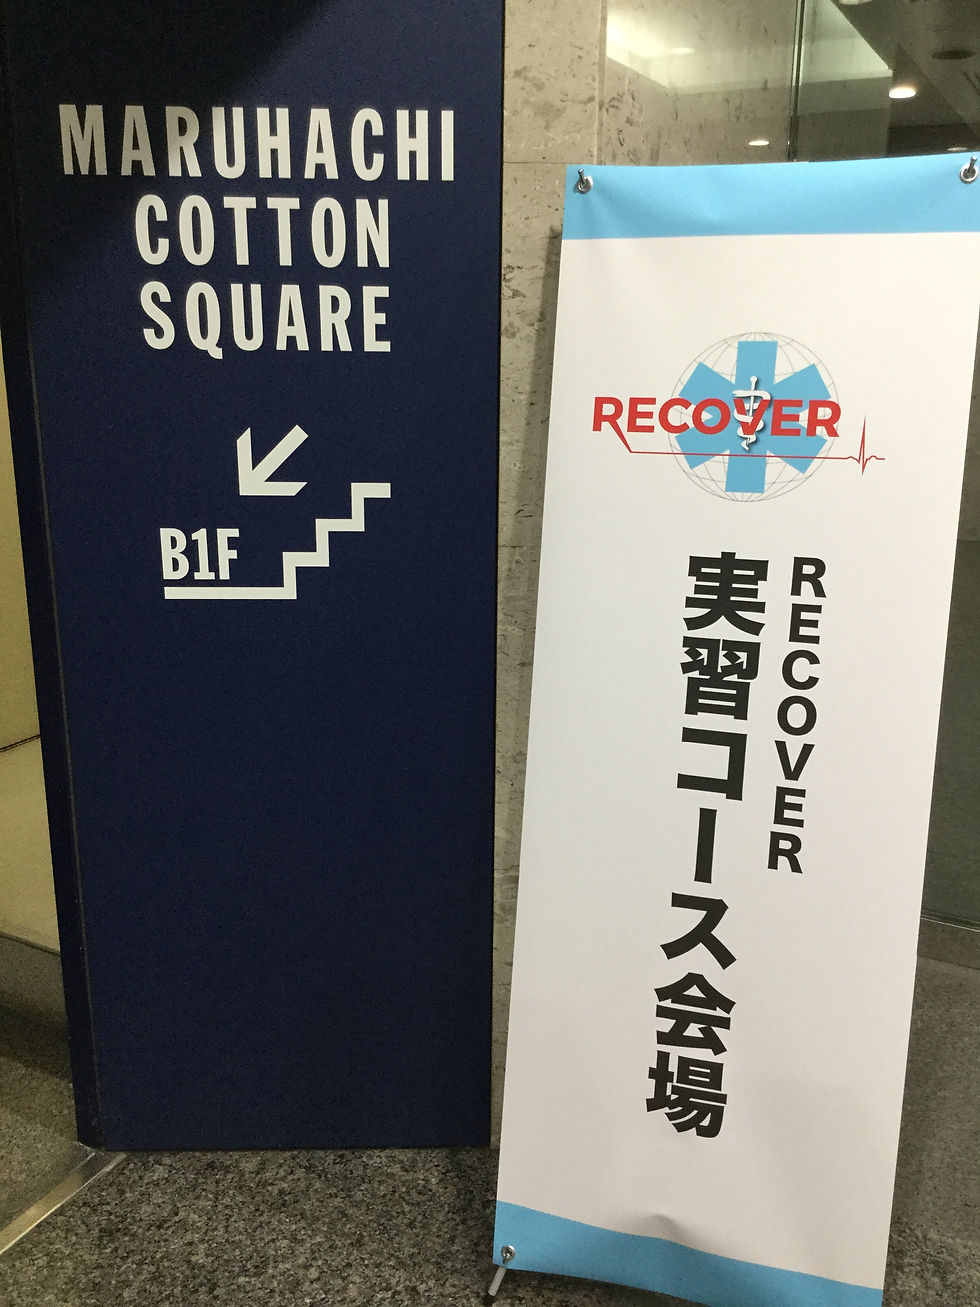 MARUHACHI
COTTON
SQUARE
B1F
RECOVER
RECOVER
実習コース会場